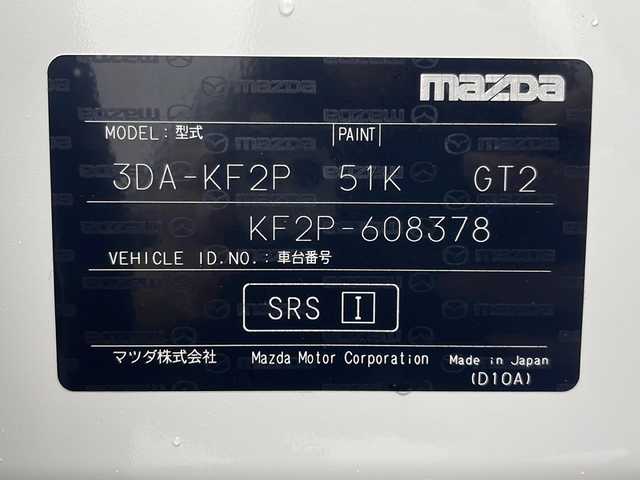 mazda
MODEL：型式 PAINT
3DA-KF2P 51K GT2
KF2P-608378
VEHICLE ID.NO.：車台番号
SRS I
マツダ株式会社 Mazda Motor Corporation Made in Japan
(D10A)